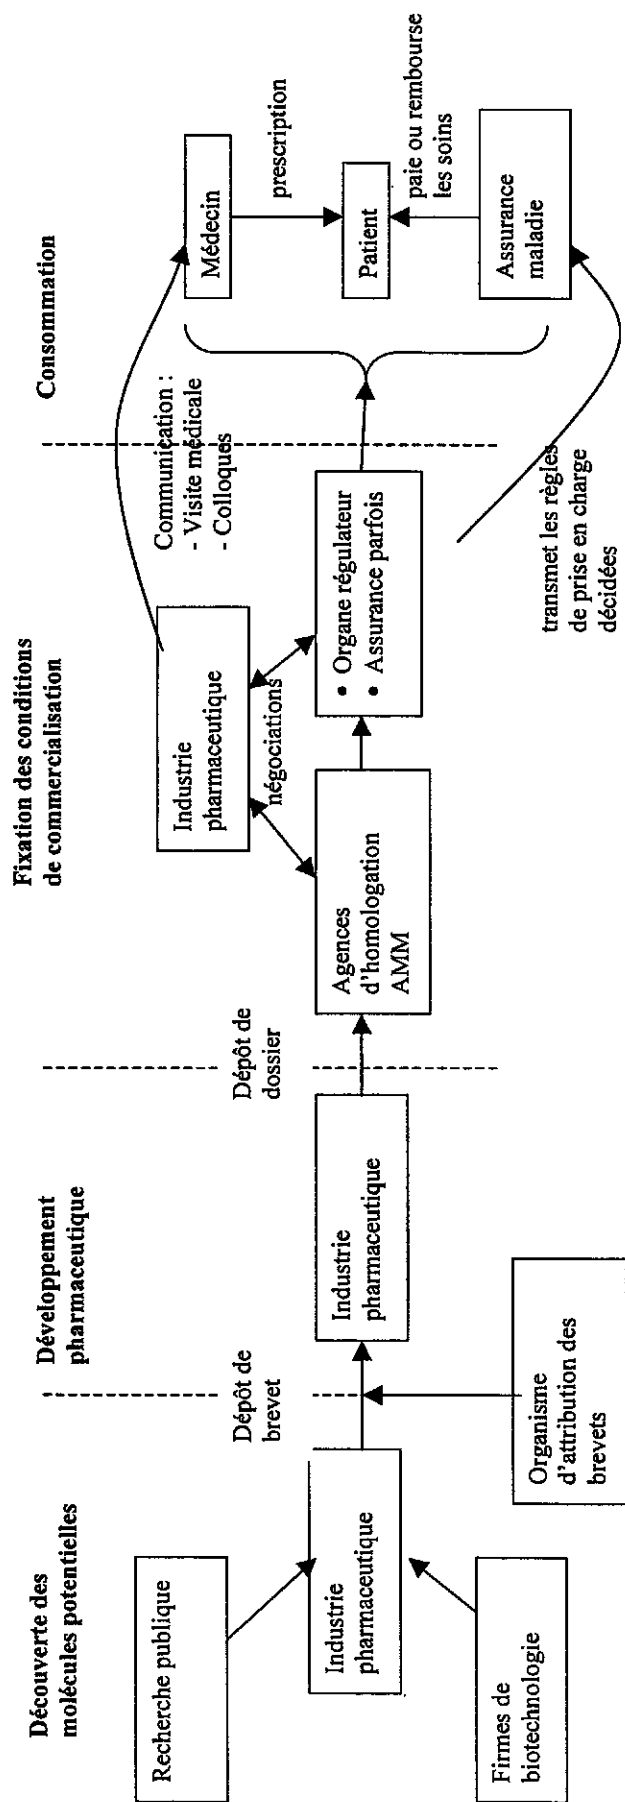 Découverte des
molécules potentielles
Développement
pharmaceutique
Fixation des conditions
de commercialisation
Consommation
Recherche publique
Industrie
pharmaceutique
Firmes de
biotechnologie
Dépôt de
brevet
Organisme
d'attribution des
brevets
Industrie
pharmaceutique
Dépôt de
dossier
Agences
d'homologation
AMM
Industrie
pharmaceutique
négociations
• Organe régulateur
• Assurance parfois
Communication :
- Visite médicale
- Colloques
transmet les règles
de prise en charge
décidées
Médecin
prescription
Patient
paie ou rembourse
les soins
Assurance
maladie